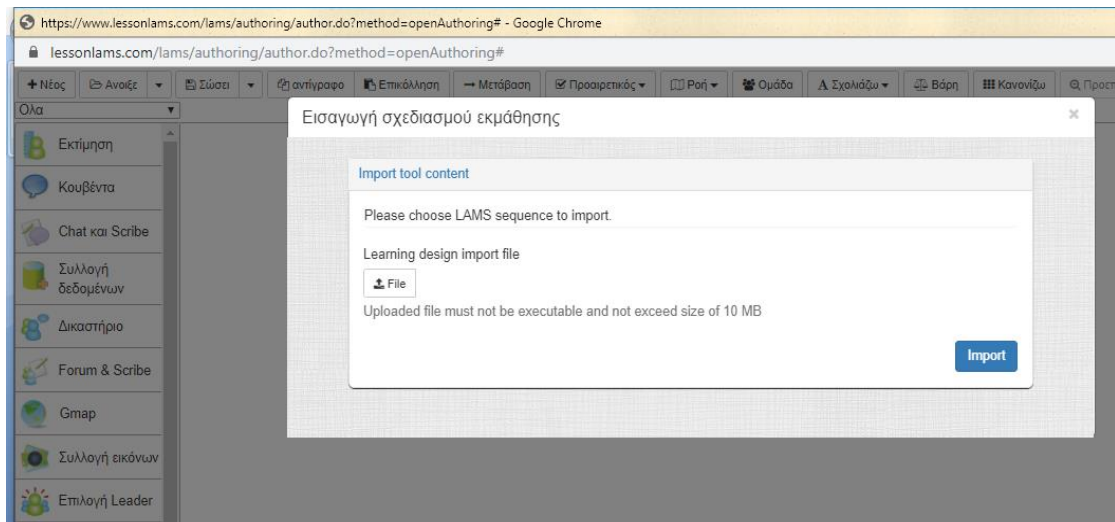 https://www.lessonlams.com/lams/authoring/author.do?method=openAuthoring# - Google Chrome
lessonlams.com/lams/authoring/author.do?method=openAuthoring#
Νέος Ανοιξε Σώσει αντίγραφο Επικόλληση Μετάβαση Προαιρετικός Ροή Ομάδα Σχολιάζω Βάρη Κανονίζω
Ολα
Εισαγωγή σχεδιασμού εκμάθησης
Εκτίμηση
Κουβέντα
Chat και Scribe
Συλλογή
δεδομένων
Δικαστήριο
Forum & Scribe
Gmap
Συλλογή εικόνων
Επιλογή Leader
Import tool content
Please choose LAMS sequence to import.
Learning design import file
File
Uploaded file must not be executable and not exceed size of 10 MB
Import